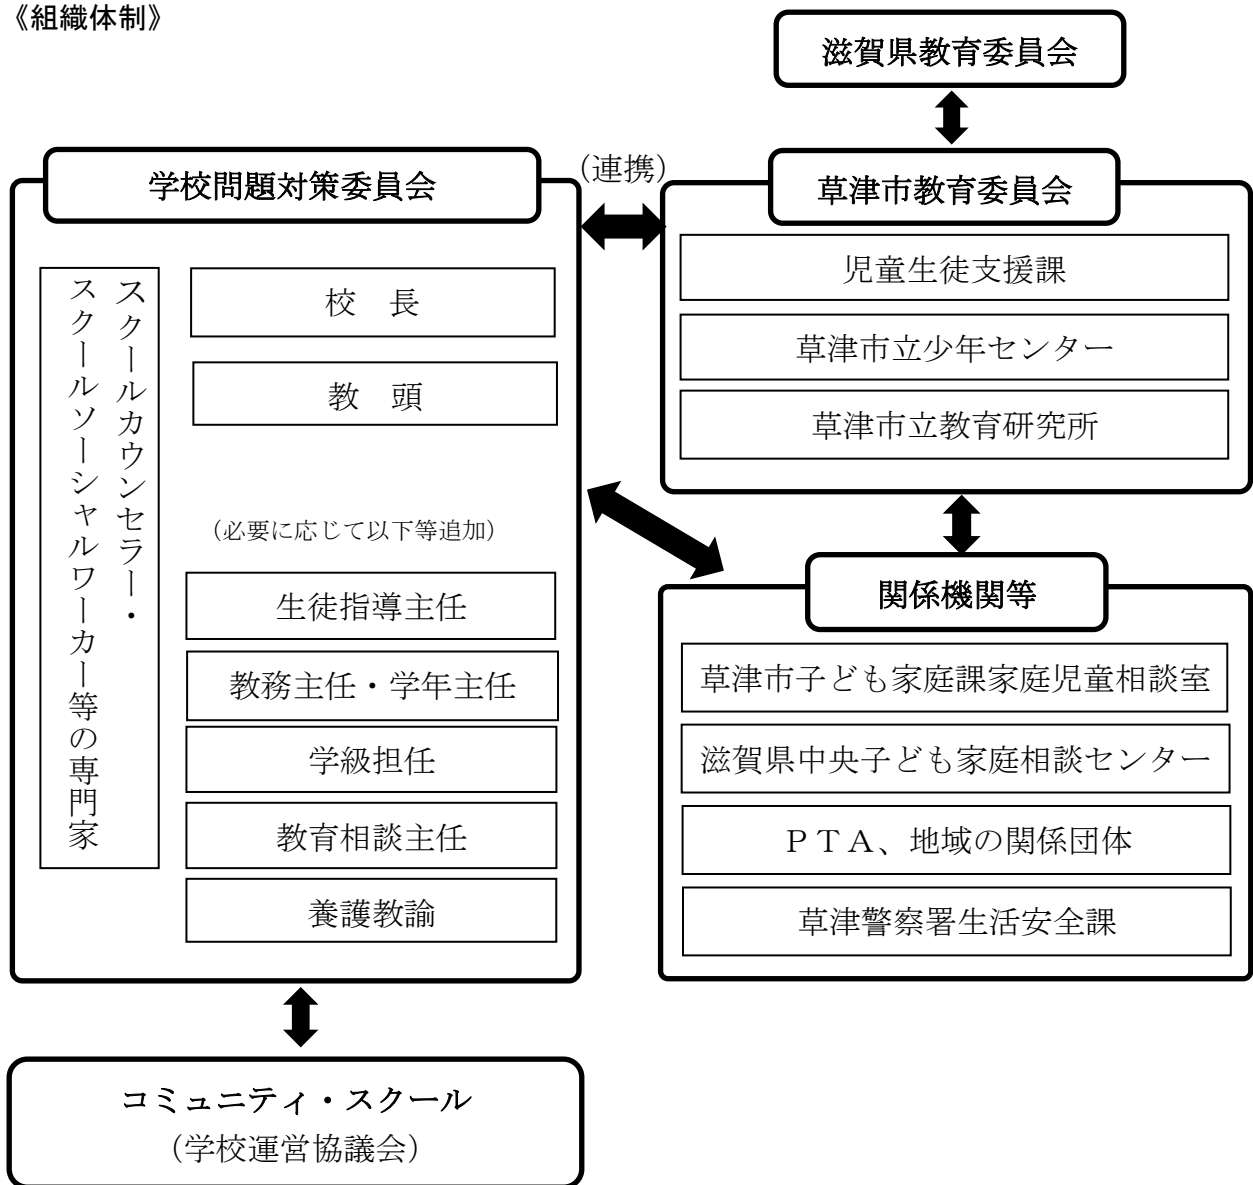 《組織体制》
滋賀県教育委員会
学校問題対策委員会
(連携)
草津市教育委員会
児童生徒支援課
草津市立少年センター
草津市立教育研究所
スクールカウンセラー・
スクールソーシャルワーカー等の専門家
校　長
教　頭
（必要に応じて以下等追加）
生徒指導主任
教務主任・学年主任
学級担任
教育相談主任
養護教諭
関係機関等
草津市子ども家庭課家庭児童相談室
滋賀県中央子ども家庭相談センター
ＰＴＡ、地域の関係団体
草津警察署生活安全課
コミュニティ・スクール
（学校運営協議会）